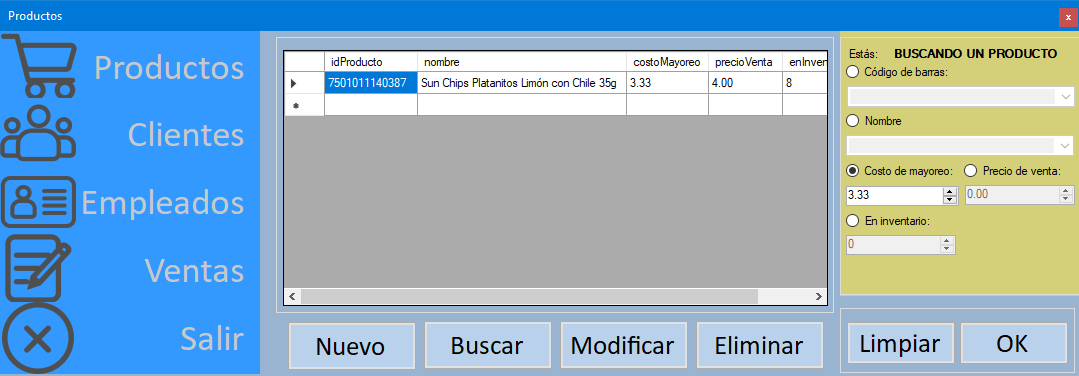 Productos
x
Productos
Clientes
Empleados
Ventas
Salir
idProducto nombre costoMayoreo precioVenta enInven
7501011140387 Sun Chips Platanitos Limón con Chile 35g 3.33 4.00 8
Nuevo Buscar Modificar Eliminar
Estás: BUSCANDO UN PRODUCTO
Código de barras:
Nombre
Costo de mayoreo: Precio de venta:
3.33 0.00
En inventario:
0
Limpiar OK